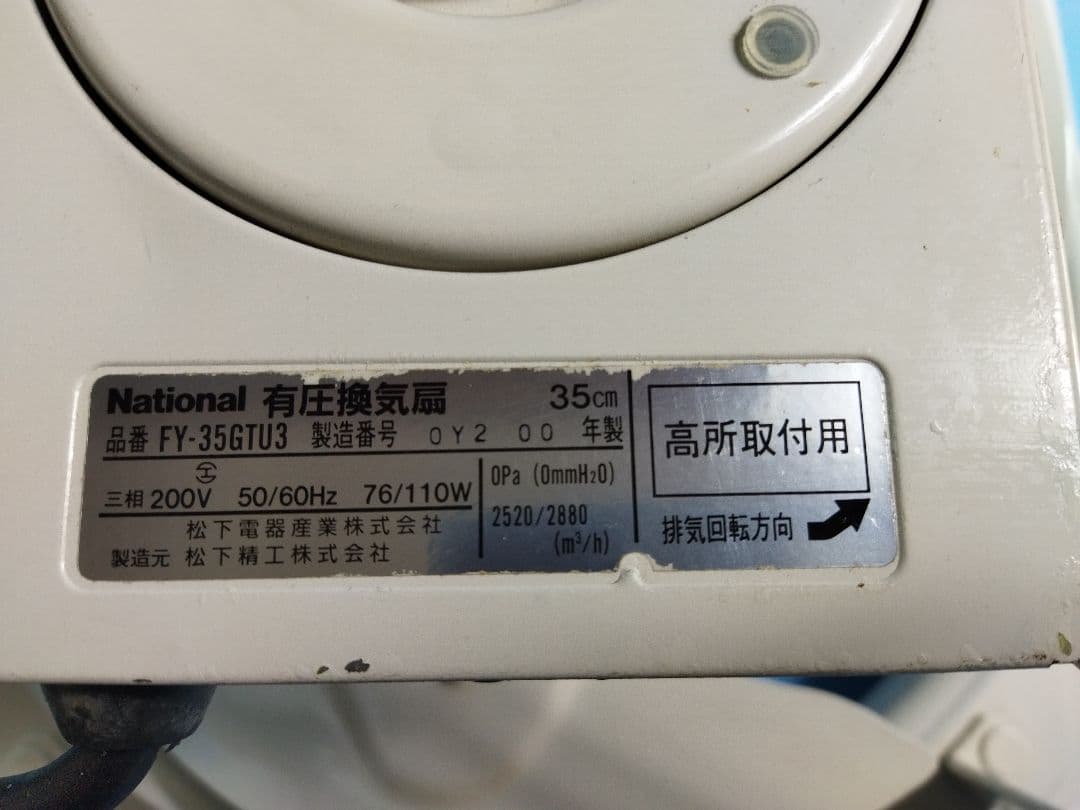 National 有圧換気扇 35cm
品番 FY-35GTU3 製造番号 0Y2 00 年製
三相 200V 50/60Hz 76/110W
松下電器産業株式会社
製造元 松下精工株式会社
0Pa (0mmH2O)
2520/2880
(m³/h)
高所取付用
排気回転方向